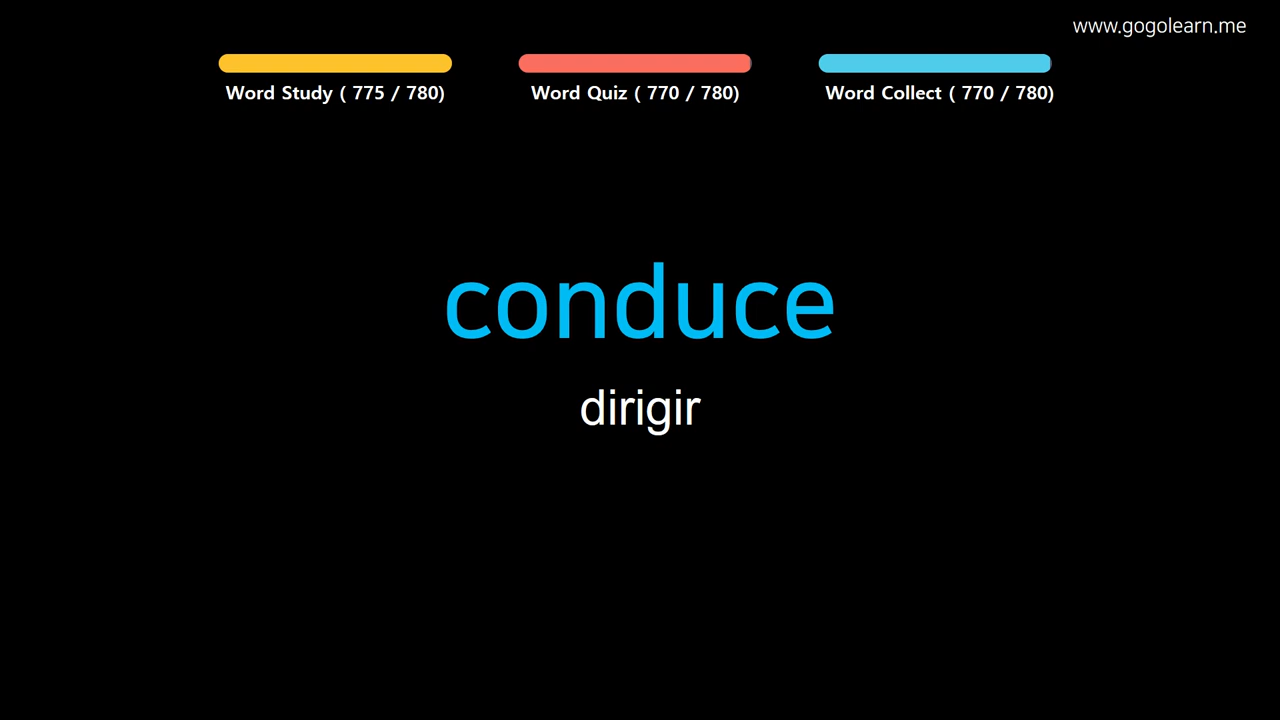 www.gogolearn.me
Word Study ( 775 / 780)
Word Quiz ( 770 / 780)
Word Collect ( 770 / 780)
conduce
dirigir